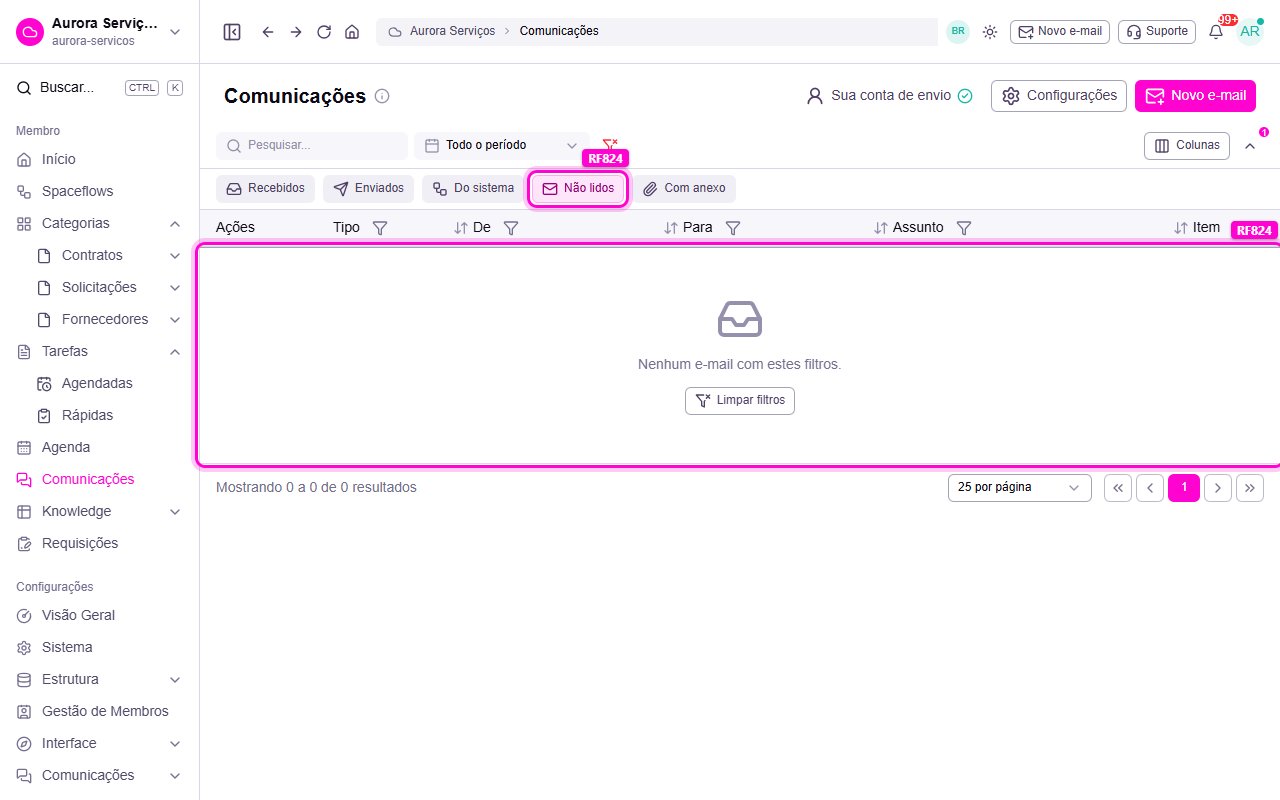 Aurora Serviç...
aurora-servicos
Buscar...
CTRL K
Membro
Início
Spaceflows
Categorias
Contratos
Solicitações
Fornecedores
Tarefas
Agendadas
Rápidas
Agenda
Comunicações
Knowledge
Requisições
Configurações
Visão Geral
Sistema
Estrutura
Gestão de Membros
Interface
Comunicações
Aurora Serviços > Comunicações
BR
Novo e-mail
Suporte
99+
AR
Comunicações
Sua conta de envio
Configurações
Novo e-mail
Pesquisar...
Todo o período
Colunas
1
RF824
Recebidos
Enviados
Do sistema
Não lidos
Com anexo
Ações Tipo De Para Assunto Item
RF824
Nenhum e-mail com estes filtros.
Limpar filtros
Mostrando 0 a 0 de 0 resultados
25 por página
1